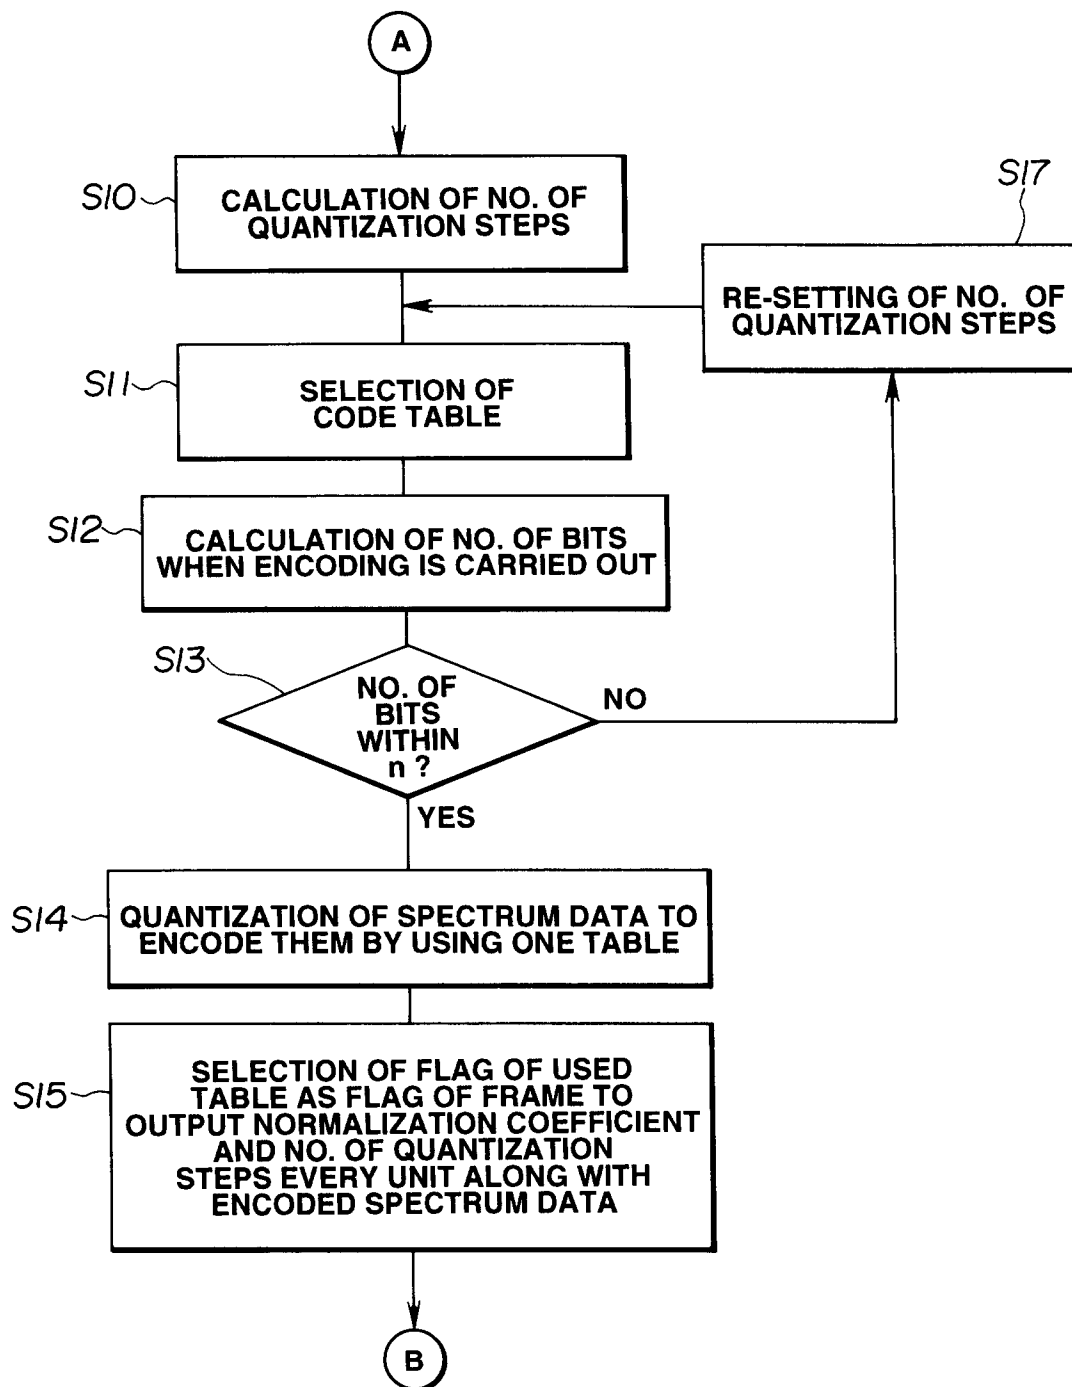 A
S10
CALCULATION OF NO. OF
QUANTIZATION STEPS
S17
RE-SETTING OF NO. OF
QUANTIZATION STEPS
S11
SELECTION OF
CODE TABLE
S12
CALCULATION OF NO. OF BITS
WHEN ENCODING IS CARRIED OUT
S13
NO. OF
BITS
WITHIN
n ?
NO
YES
S14
QUANTIZATION OF SPECTRUM DATA TO
ENCODE THEM BY USING ONE TABLE
S15
SELECTION OF FLAG OF USED
TABLE AS FLAG OF FRAME TO
OUTPUT NORMALIZATION COEFFICIENT
AND NO. OF QUANTIZATION
STEPS EVERY UNIT ALONG WITH
ENCODED SPECTRUM DATA
B